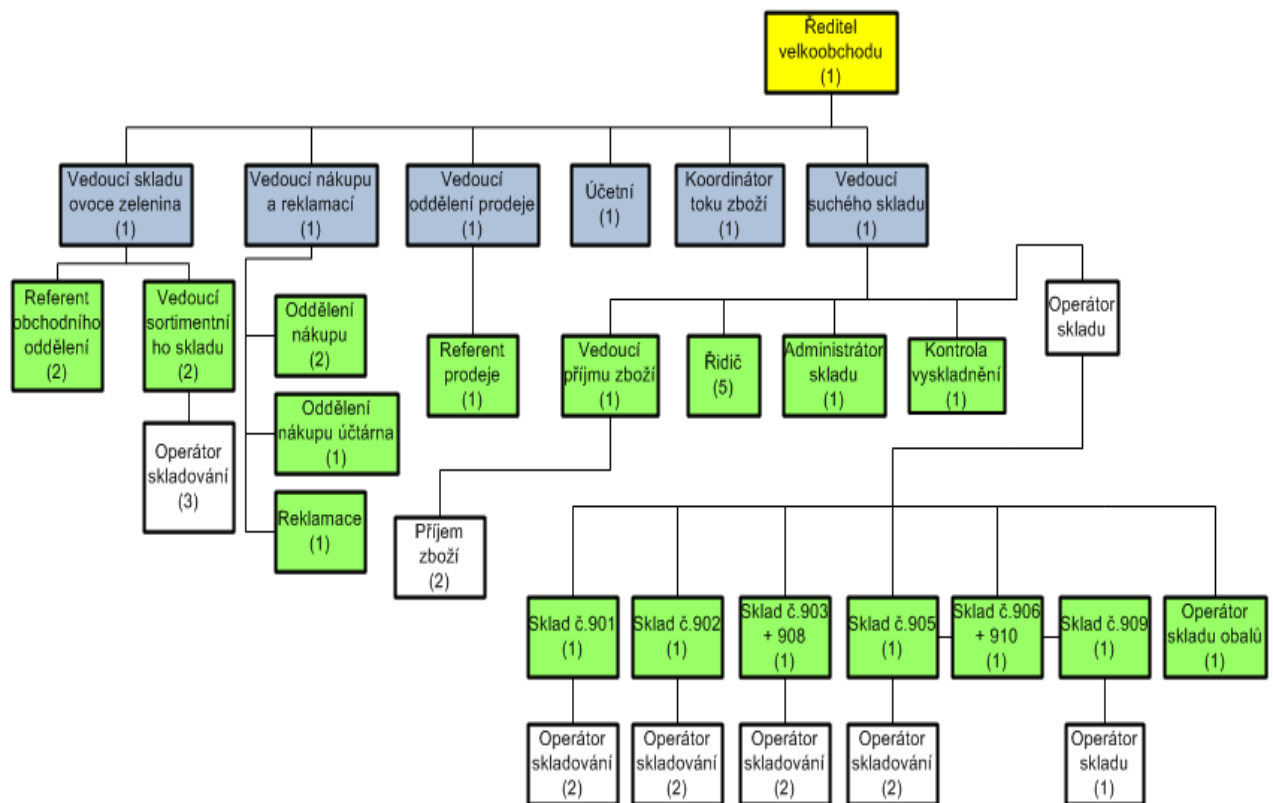 Ředitel
velkoobchodu
(1)
Vedoucí skladu
ovoce zelenina
(1)
Vedoucí nákupu
a reklamací
(1)
Vedoucí
oddělení prodeje
(1)
Účetní
(1)
Koordinátor
toku zboží
(1)
Vedoucí
suchého skladu
(1)
Referent
obchodního
oddělení
(2)
Vedoucí
sortimentní
ho skladu
(2)
Oddělení
nákupu
(2)
Referent
prodeje
(1)
Vedoucí
příjmu zboží
(1)
Řidič
(5)
Administrátor
skladu
(1)
Kontrola
vyskladnění
(1)
Operátor
skladu
Operátor
skladování
(3)
Oddělení
nákupu účtárna
(1)
Reklamace
(1)
Příjem
zboží
(2)
Sklad č.901
(1)
Sklad č.902
(1)
Sklad č.903
+ 908
(1)
Sklad č.905
(1)
Sklad č.906
+ 910
(1)
Sklad č.909
(1)
Operátor
skladu obalů
(1)
Operátor
skladování
(2)
Operátor
skladování
(2)
Operátor
skladování
(2)
Operátor
skladování
(2)
Operátor
skladu
(1)